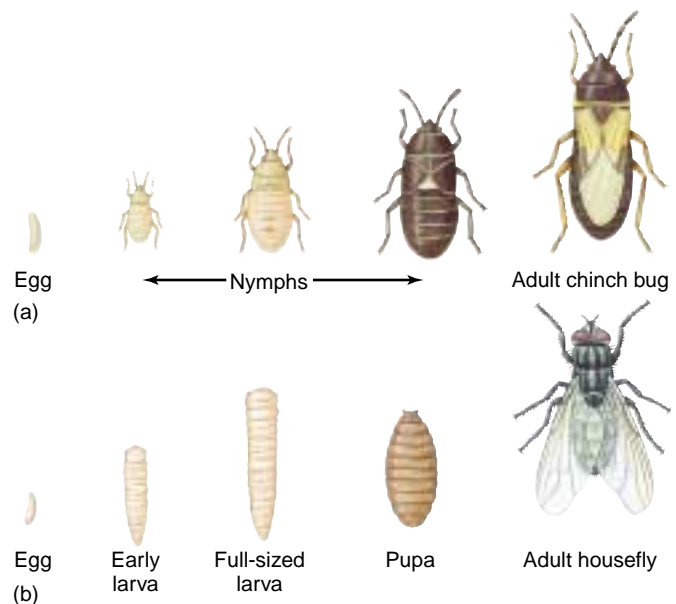 Egg
Nymphs
Adult chinch bug
(a)
Egg
Early
larva
Full-sized
larva
Pupa
Adult housefly
(b)